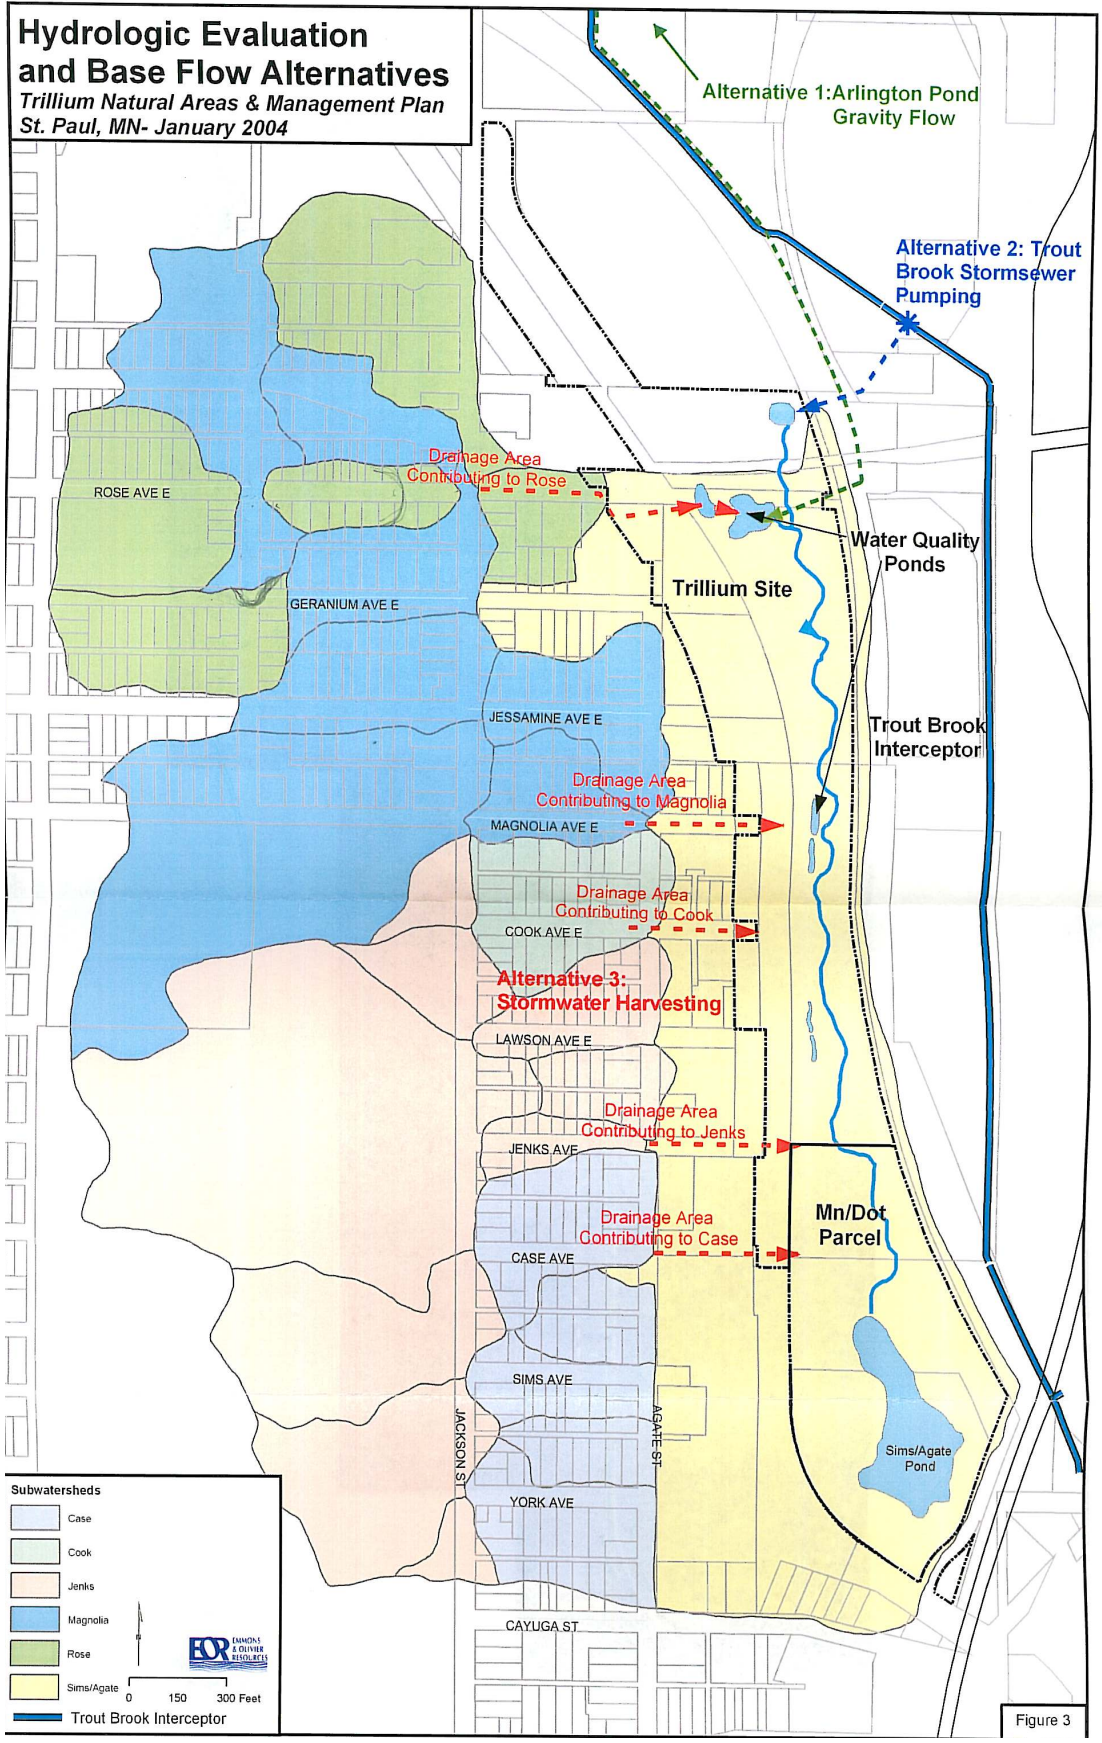 Hydrologic Evaluation
and Base Flow Alternatives
Trillium Natural Areas & Management Plan
St. Paul, MN- January 2004
Alternative 1:Arlington Pond
Gravity Flow
Alternative 2: Trout
Brook Stormsewer
Pumping
Drainage Area
Contributing to Rose
ROSE AVE E
Water Quality
Ponds
Trillium Site
GERANIUM AVE E
JESSAMINE AVE E
Trout Brook
Interceptor
Drainage Area
Contributing to Magnolia
MAGNOLIA AVE E
Drainage Area
Contributing to Cook
COOK AVE E
Alternative 3:
Stormwater Harvesting
LAWSON AVE E
Drainage Area
Contributing to Jenks
JENKS AVE
Mn/Dot
Parcel
Drainage Area
Contributing to Case
CASE AVE
SIMS AVE
JACKSON ST
AGATE ST
Sims/Agate
Pond
YORK AVE
CAYUGA ST
Subwatersheds
Case
Cook
Jenks
Magnolia
Rose
Sims/Agate
EOR
EMMONS
& OLIVIER
RESOURCES
0 150 300 Feet
Trout Brook Interceptor
Figure 3